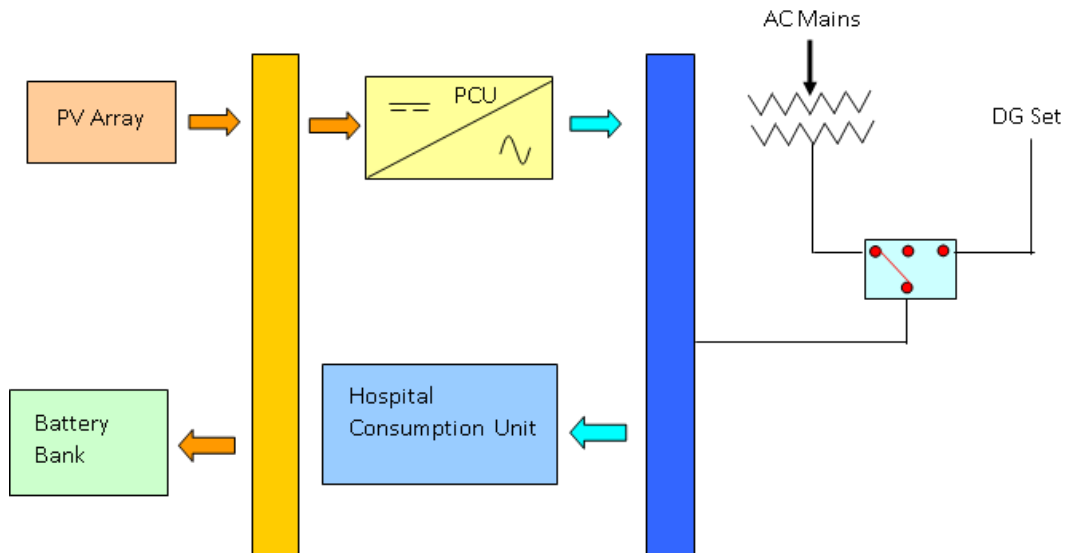 AC Mains
PV Array
PCU
DG Set
Battery
Bank
Hospital
Consumption Unit